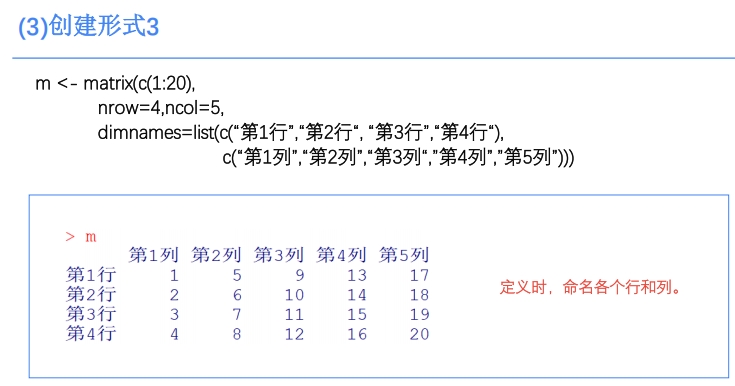 (3)创建形式3
m <- matrix(c(1:20),
nrow=4,ncol=5,
dimnames=list(c(“第1行”,“第2行“, “第3行”,“第4行“),
c(“第1列”,“第2列”,“第3列“,”第4列”,”第5列”)))
> m
第1列 第2列 第3列 第4列 第5列
第1行 1 5 9 13 17
第2行 2 6 10 14 18
第3行 3 7 11 15 19
第4行 4 8 12 16 20
定义时，命名各个行和列。